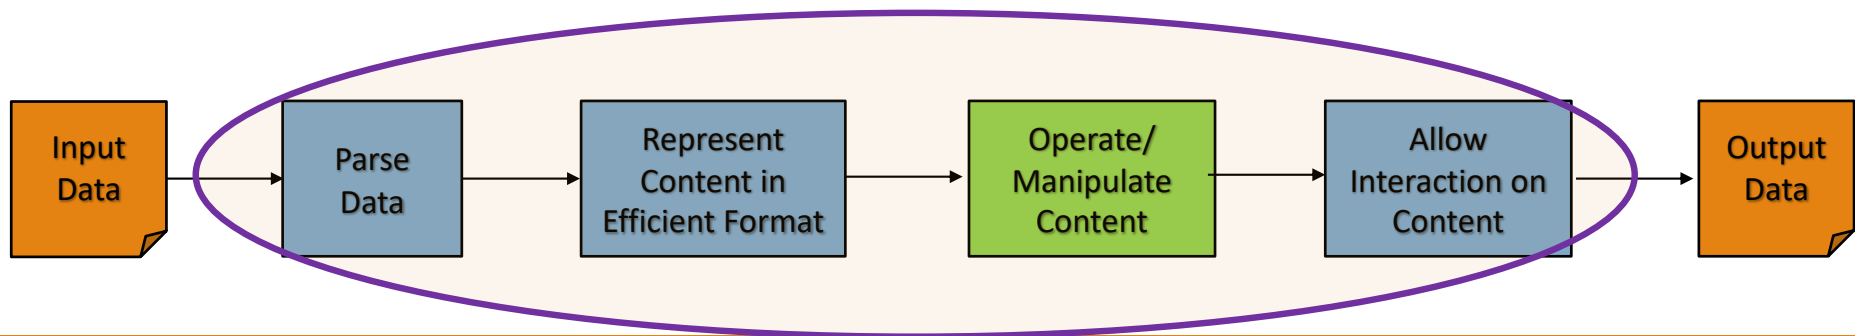 Input
Data
Parse
Data
Represent
Content in
Efficient Format
Operate/
Manipulate
Content
Allow
Interaction on
Content
Output
Data